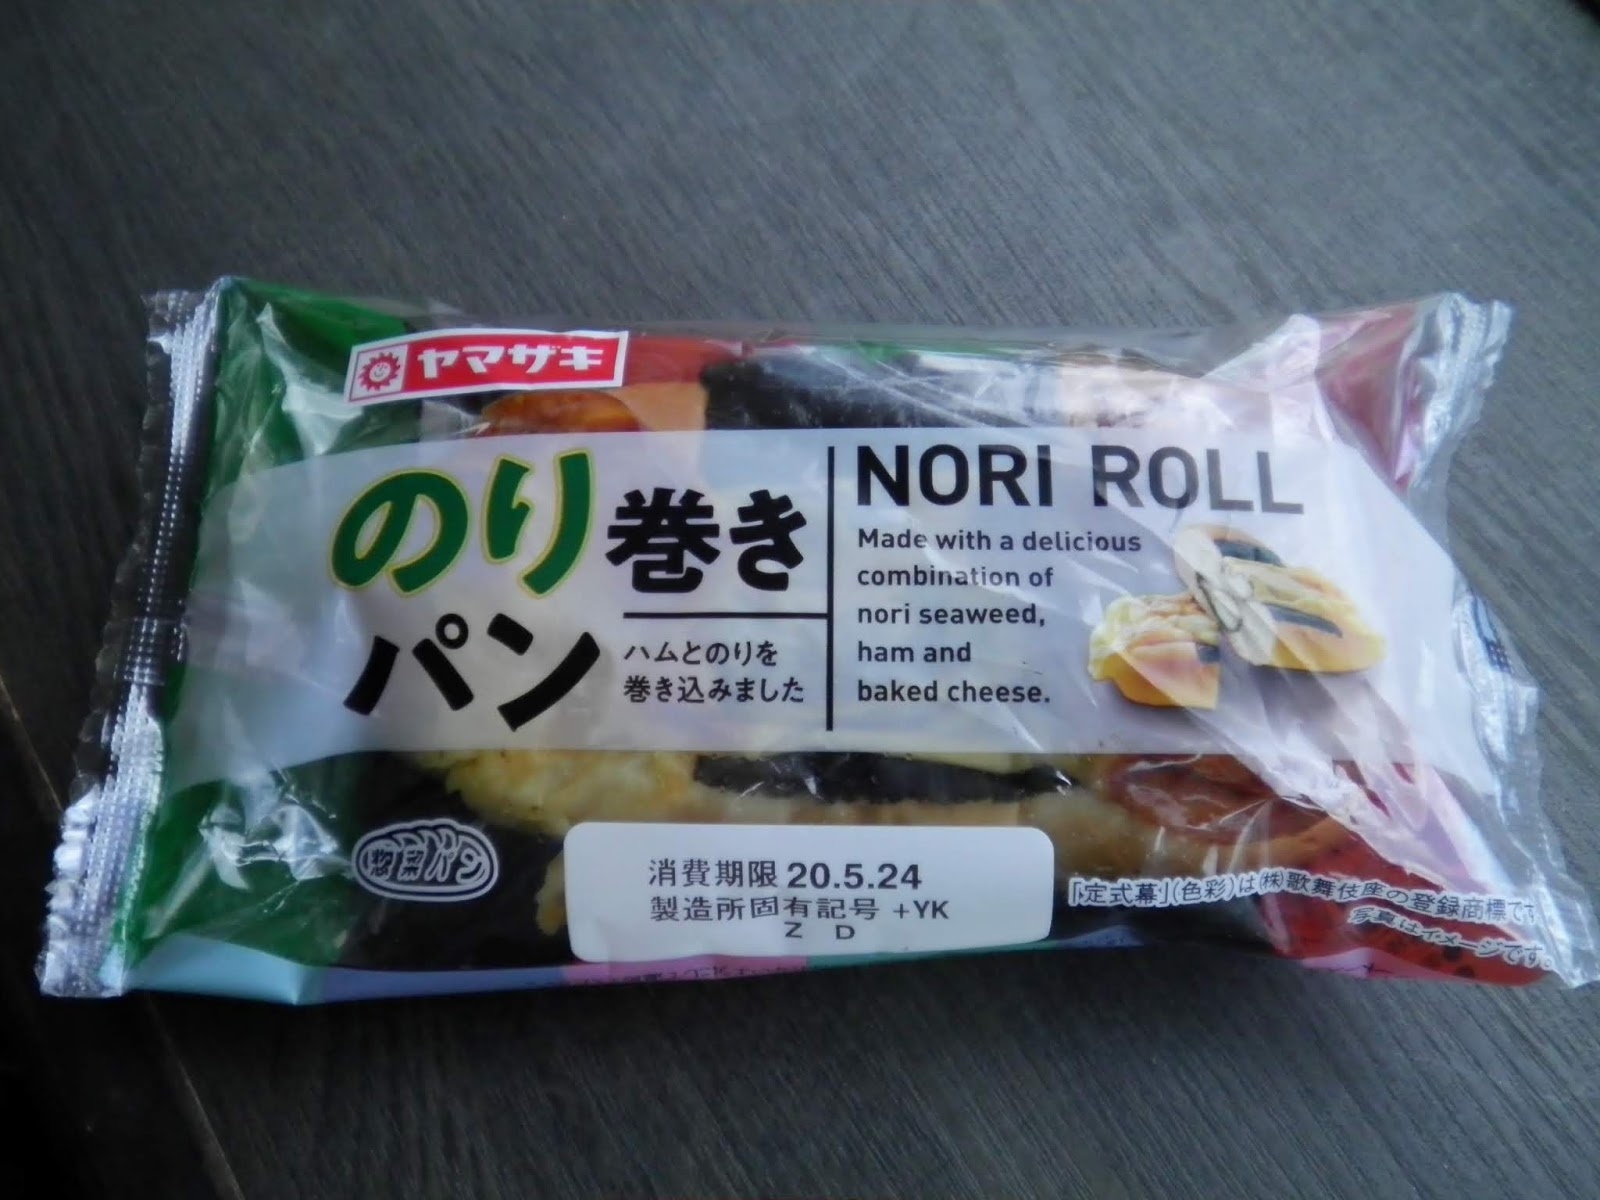 ヤマザキ
のり巻き
パン
ハムとのりを
巻き込みました
NORI ROLL
Made with a delicious
combination of
nori seaweed,
ham and
baked cheese.
惣菜パン
消費期限 20.5.24
製造所固有記号 +YK
Z D
「定式幕」(色彩)は㈱歌舞伎座の登録商標です。
写真はイメージです。